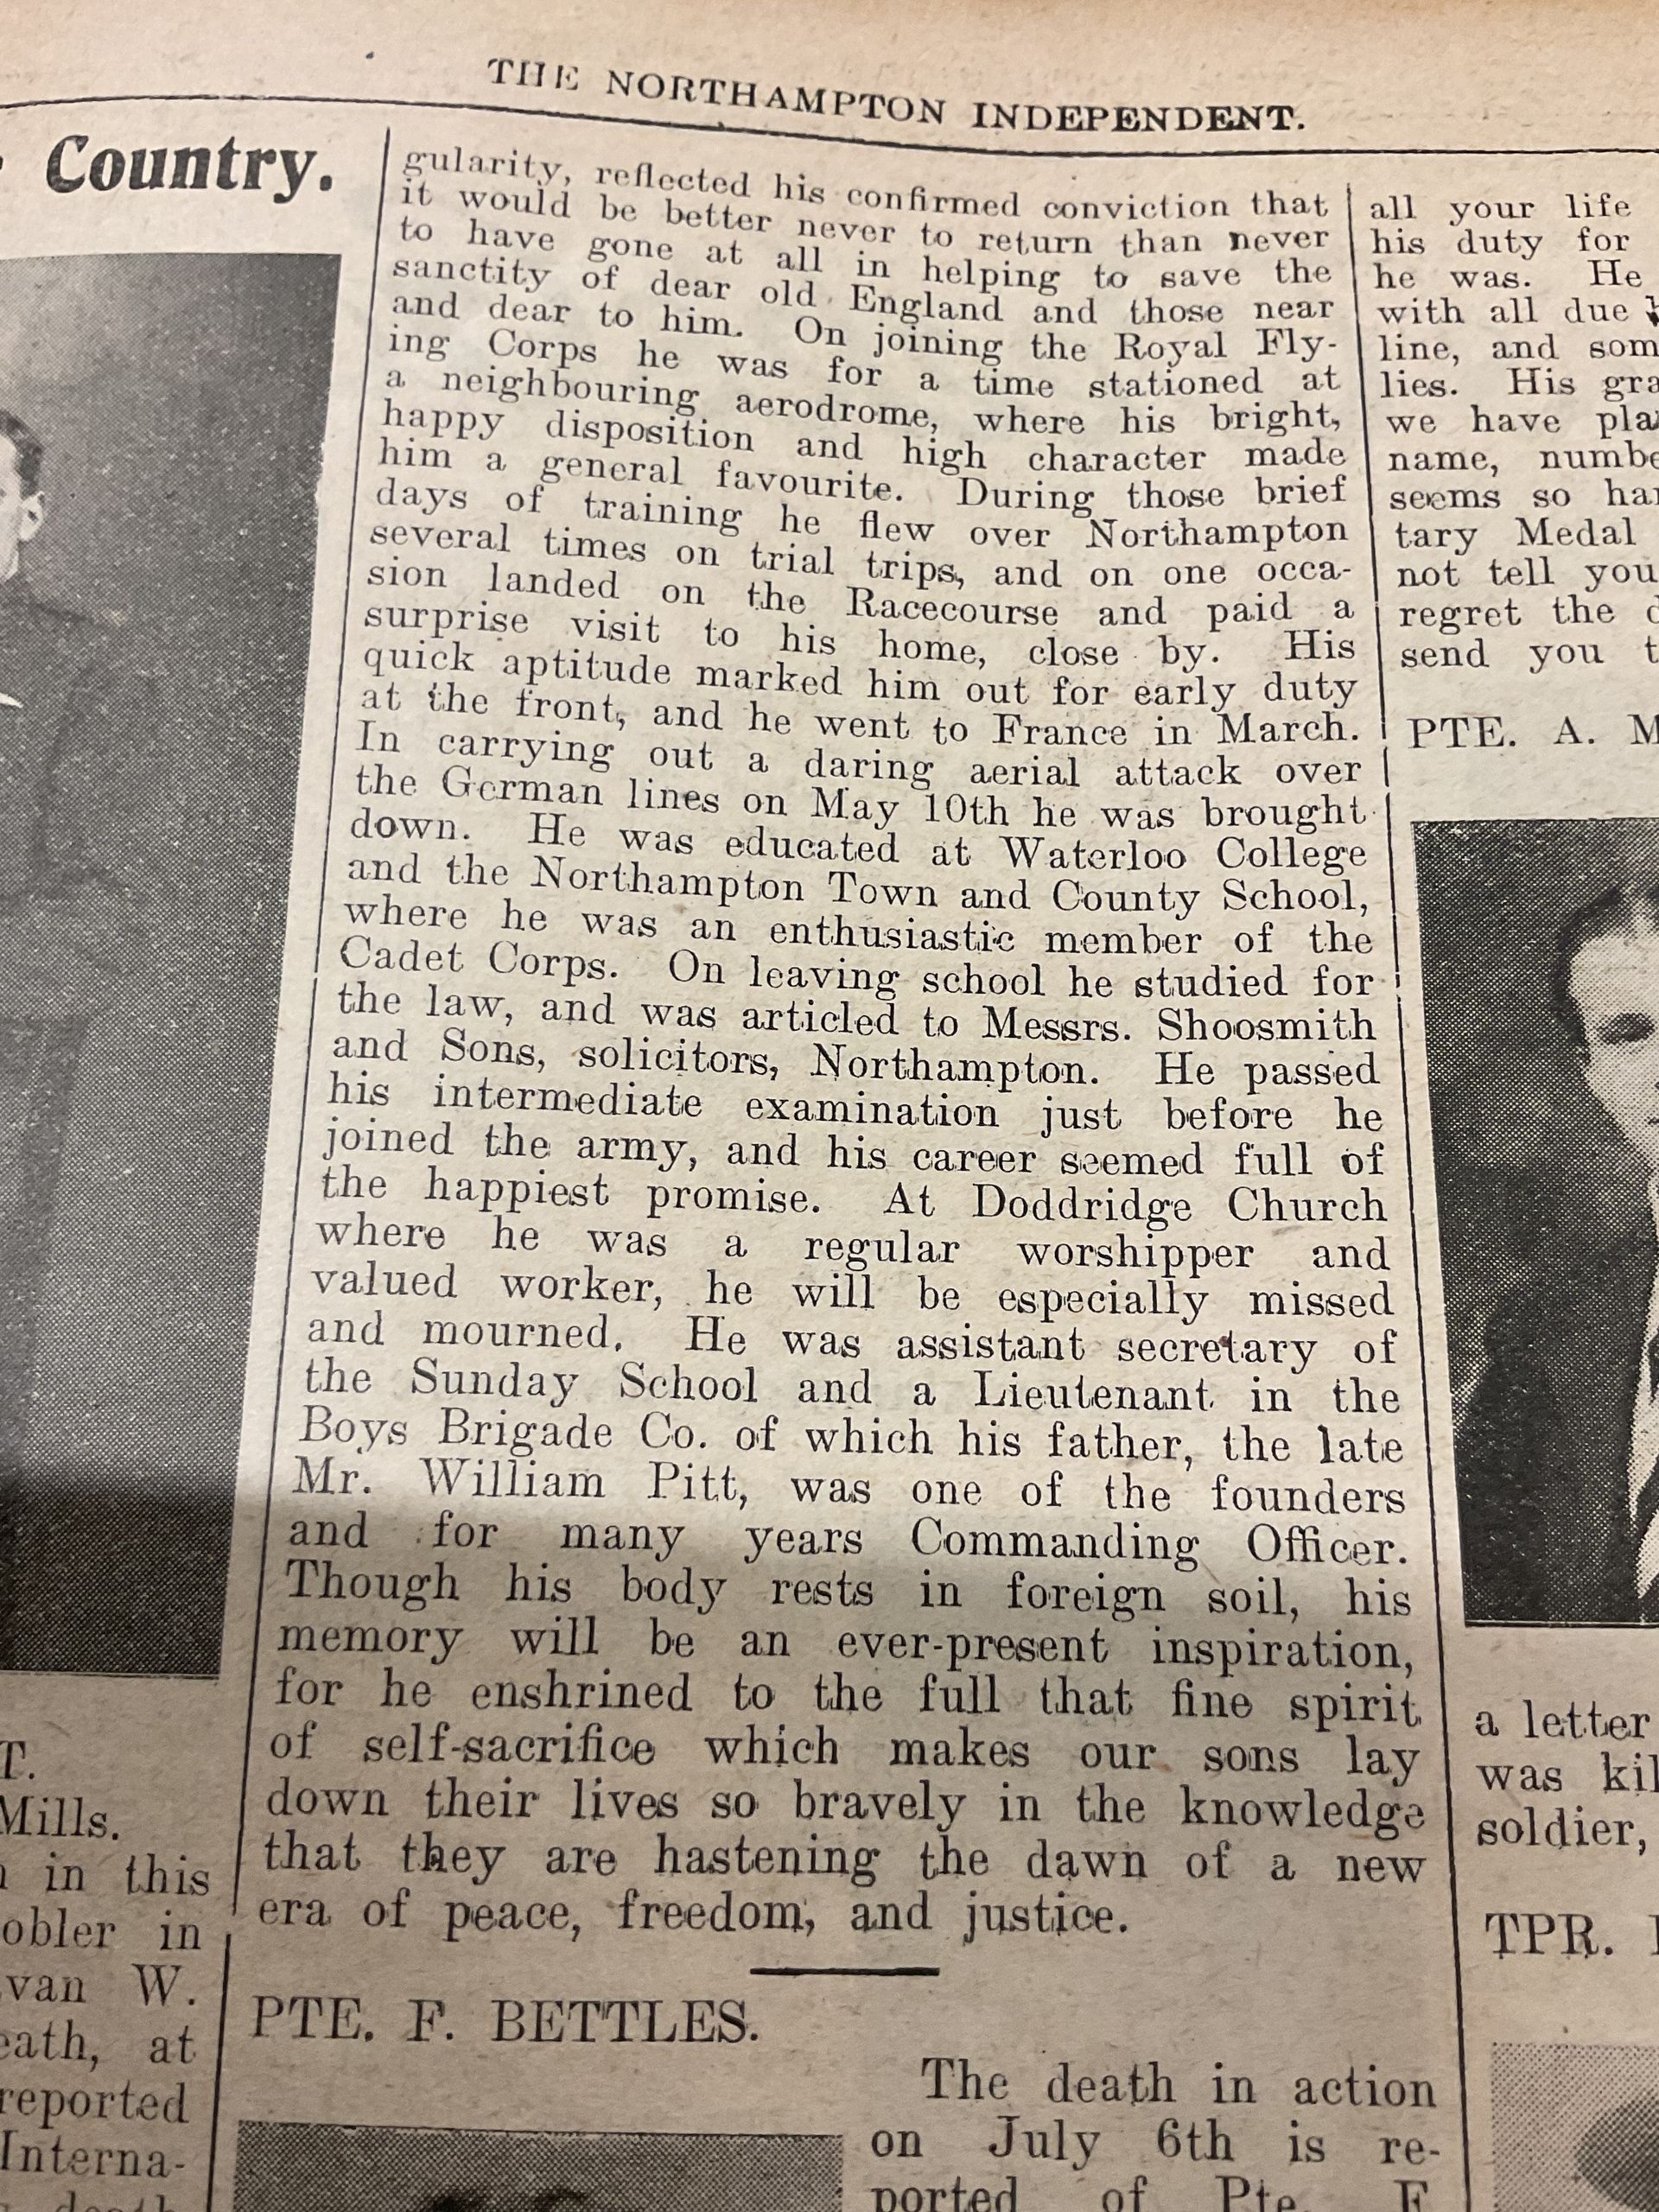 THE NORTHAMPTON INDEPENDENT.
Country.
T.
Mills.
in this
obler in
van W.
eath, at
reported
Interna-
death
gularity, reflected his confirmed conviction that
it would be better never to return than never
to have gone at all in helping to save the
sanctity of dear old England and those near
and dear to him. On joining the Royal Fly-
ing Corps he was for a time stationed at
a neighbouring aerodrome, where his bright,
happy disposition and high character made
him a general favourite. During those brief
days of training he flew over Northampton
several times on trial trips, and on one occa-
sion landed on the Racecourse and paid a
surprise visit to his home, close by. His
quick aptitude marked him out for early duty
at the front, and he went to France in March.
In carrying out a daring aerial attack over
the German lines on May 10th he was brought
down. He was educated at Waterloo College
and the Northampton Town and County School,
where he was an enthusiastic member of the
Cadet Corps. On leaving school he studied for
the law, and was articled to Messrs. Shoosmith
and Sons, solicitors, Northampton. He passed
his intermediate examination just before he
joined the army, and his career seemed full of
the happiest promise. At Doddridge Church
where he was a regular worshipper and
valued worker, he will be especially missed
and mourned. He was assistant secretary of
the Sunday School and a Lieutenant in the
Boys Brigade Co. of which his father, the late
Mr. William Pitt, was one of the founders
and for many years Commanding Officer.
Though his body rests in foreign soil, his
memory will be an ever-present inspiration,
for he enshrined to the full that fine spirit
of self-sacrifice which makes our sons lay
down their lives so bravely in the knowledge
that they are hastening the dawn of a new
era of peace, freedom, and justice.
PTE. F. BETTLES.
The death in action
on July 6th is re-
ported of Pte. F.
all your life
his duty for
he was. He
with all due
line, and som
lies. His gra
we have pla
name, numbe
seems so har
tary Medal
not tell you
regret the d
send you t
PTE. A. M
a letter
was kil
soldier,
TPR.